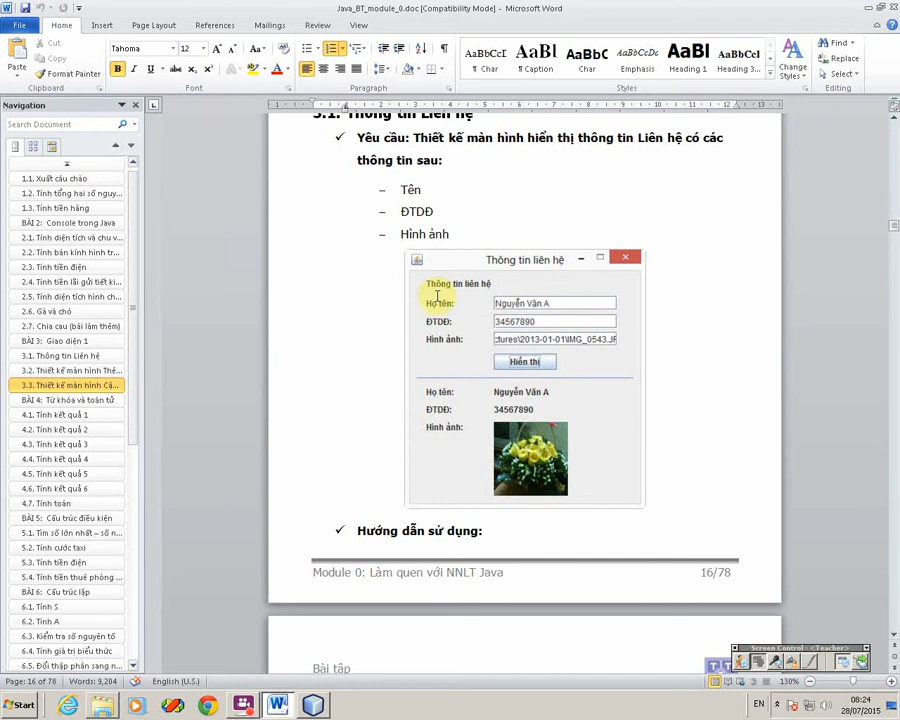 Java_BT_module_0.doc [Compatibility Mode] - Microsoft Word
File Home Insert Page Layout References Mailings Review View
Paste
Cut
Copy
Format Painter
Clipboard
Tahoma 12
Font
Paragraph
AaBbCcI AaBl AaBbC AaBbCcDc AaBl AaBbCcl
¶ Char ¶ Caption Char Emphasis Heading 1 Heading 3...
Styles
Change Styles
Find
Replace
Select
Editing
Navigation
Search Document
1.1. Xuất câu chào
1.2. Tính tổng hai số nguy...
1.3. Tính tiền hàng
BÀI 2: Console trong Java
2.1. Tính diện tích và chu v...
2.2. Tính bán kính hình tr...
2.3. Tính tiền điện
2.4. Tính tiền lãi gửi tiết ki...
2.5. Tính diện tích hình ch...
2.6. Gà và chó
2.7. Chia cau (bài làm thêm)
BÀI 3: Giao diện 1
3.1. Thông tin Liên hệ
3.2. Thiết kế màn hình Thê...
3.3. Thiết kế màn hình Cậ...
BÀI 4: Từ khóa và toán tử
4.1. Tính kết quả 1
4.2. Tính kết quả 2
4.3. Tính kết quả 3
4.4. Tính kết quả 4
4.5. Tính kết quả 5
4.6. Tính kết quả 6
4.7. Tính toán
BÀI 5: Cấu trúc điều kiện
5.1. Tìm số lớn nhất – số n...
5.2. Tính cước taxi
5.3. Tính tiền điện
5.4. Tính tiền thuê phòng ...
BÀI 6: Cấu trúc lặp
6.1. Tính S
6.2. Tính A
6.3. Kiểm tra số nguyên tố
6.4. Tính giá trị biểu thức
6.5. Đổi thập phân sang n...
3.1. Thông tin Liên hệ
✓ Yêu cầu: Thiết kế màn hình hiển thị thông tin Liên hệ có các
thông tin sau:
– Tên
– ĐTDĐ
– Hình ảnh
Thông tin liên hệ
Thông tin liên hệ
Họ tên: Nguyễn Văn A
ĐTDĐ: 34567890
Hình ảnh: :tures\2013-01-01\IMG_0543.JF
Hiển thị
Họ tên: Nguyễn Văn A
ĐTDĐ: 34567890
Hình ảnh:
✓ Hướng dẫn sử dụng:
Module 0: Làm quen với NNLT Java 16/78
Bài tập
Screen Control - <Teacher>
Page: 16 of 78 Words: 9,204 English (U.S.) 130%
Start EN 08:24
28/07/2015